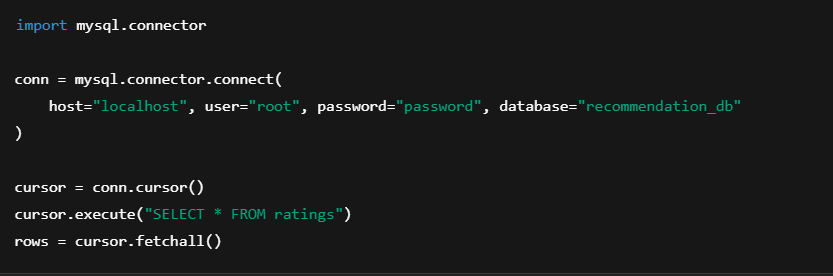 import mysql.connector
conn = mysql.connector.connect(
host="localhost", user="root", password="password", database="recommendation_db"
)
cursor = conn.cursor()
cursor.execute("SELECT * FROM ratings")
rows = cursor.fetchall()